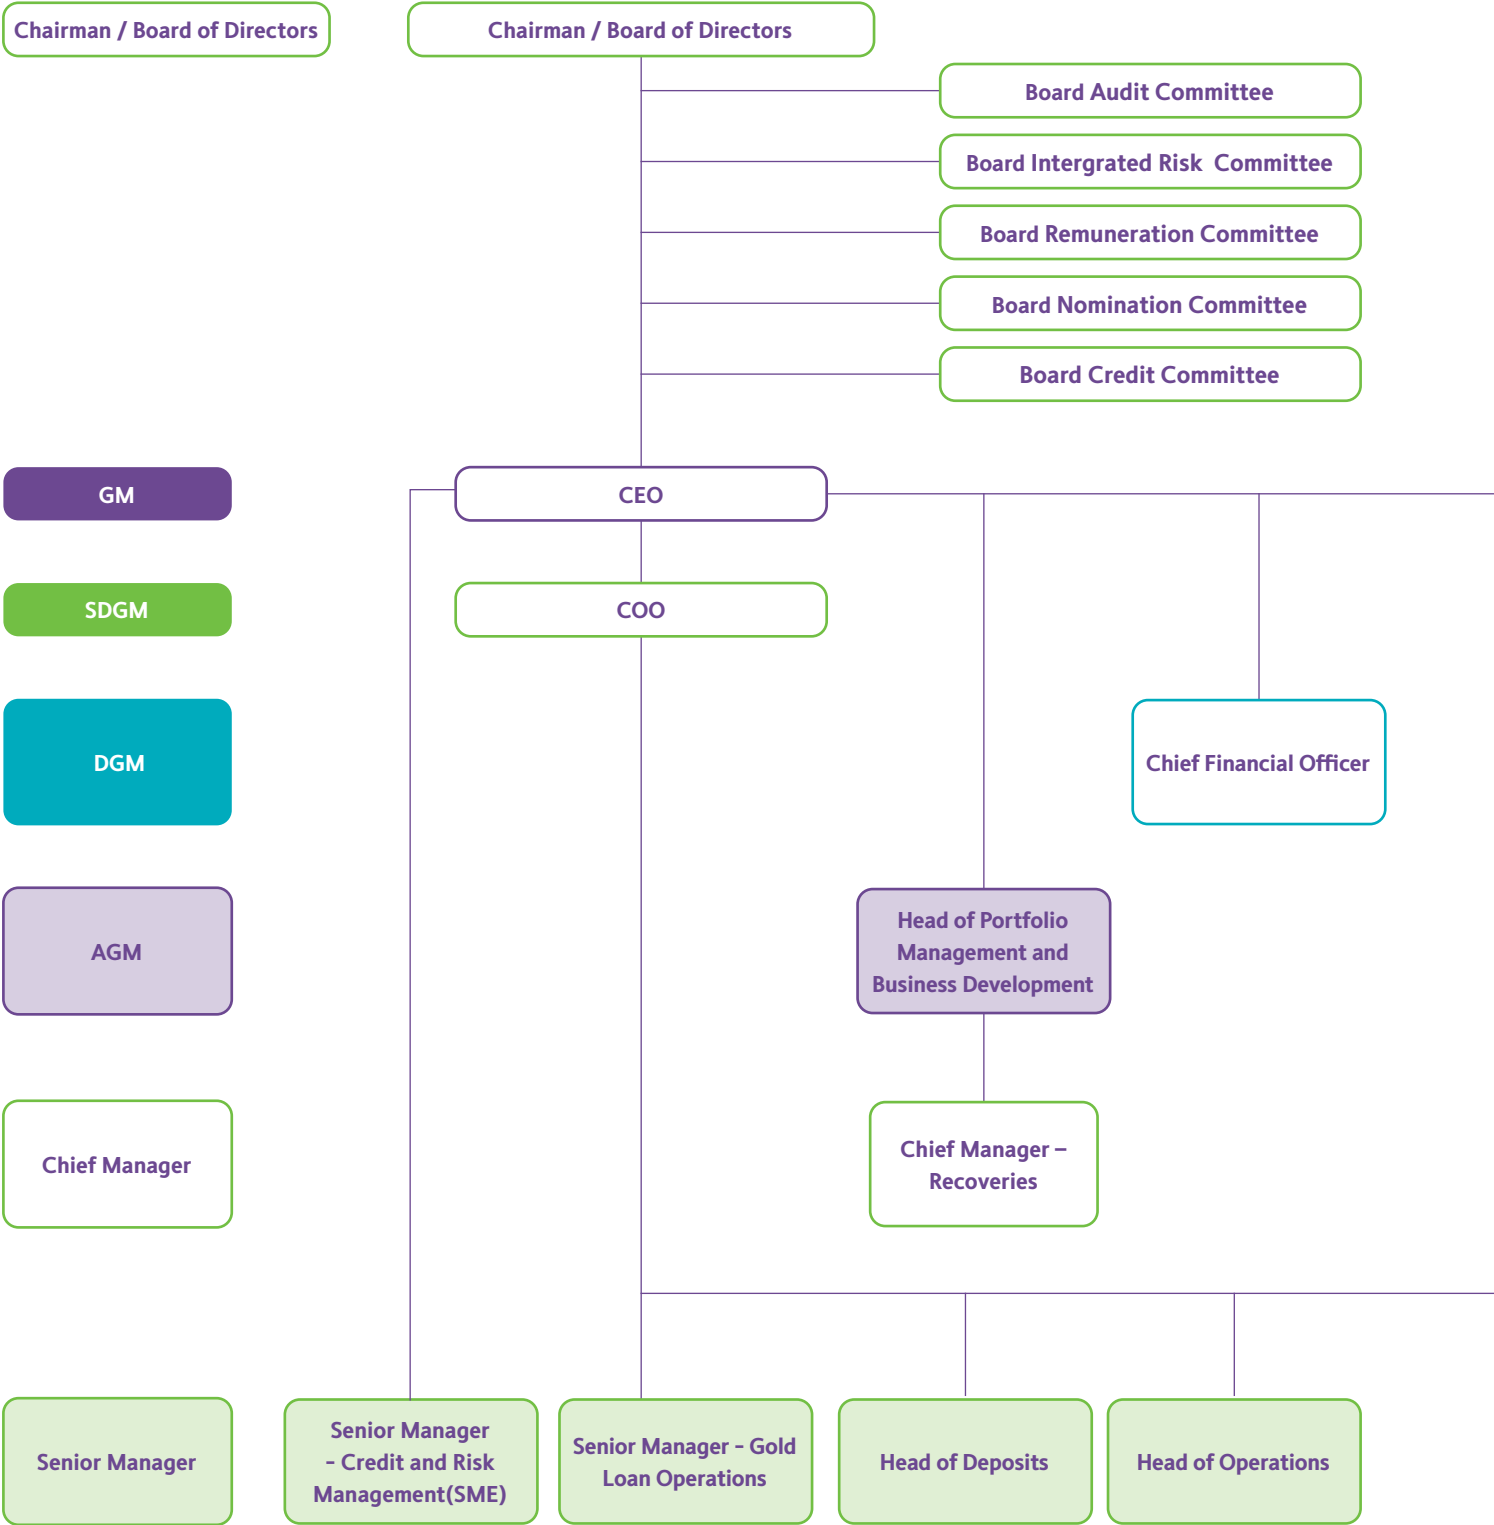 Chairman / Board of Directors
Chairman / Board of Directors
Board Audit Committee
Board Intergrated Risk  Committee
Board Remuneration Committee
Board Nomination Committee
Board Credit Committee
GM
CEO
SDGM
COO
DGM
Chief Financial Officer
AGM
Head of Portfolio
Management and
Business Development
Chief Manager
Chief Manager –
Recoveries
Senior Manager
Senior Manager
- Credit and Risk
Management(SME)
Senior Manager - Gold
Loan Operations
Head of Deposits
Head of Operations